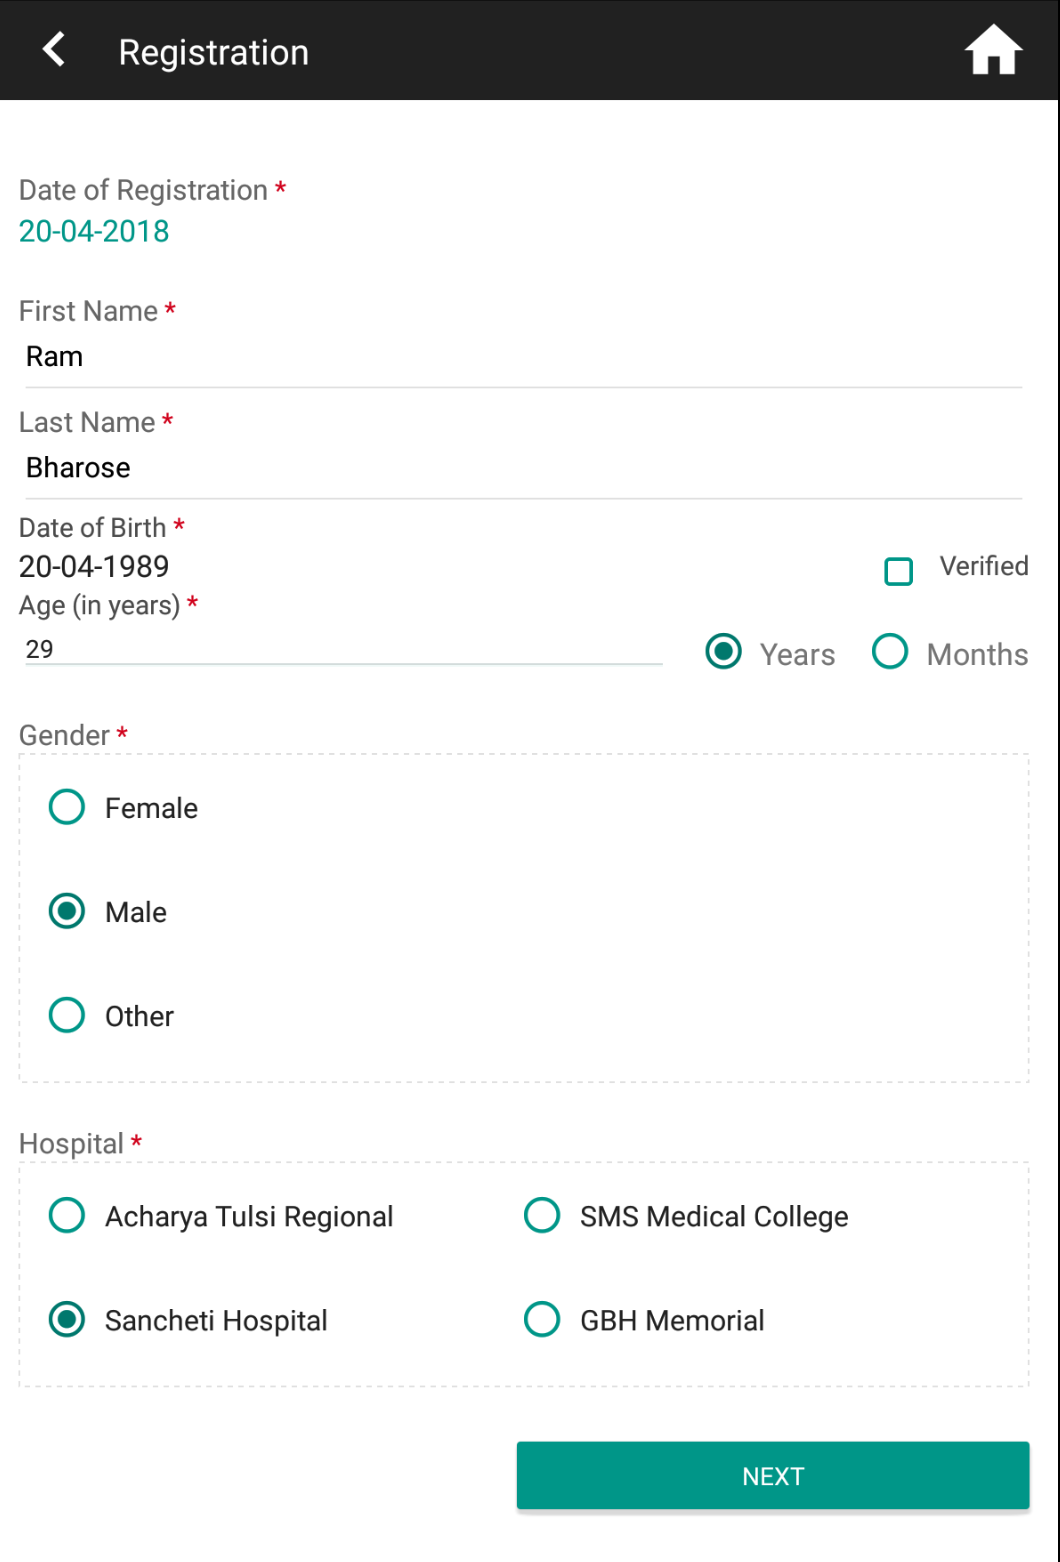 Registration
Date of Registration *
20-04-2018
First Name *
Ram
Last Name *
Bharose
Date of Birth *
20-04-1989
Verified
Age (in years) *
29
Years Months
Gender *
Female
Male
Other
Hospital *
Acharya Tulsi Regional SMS Medical College
Sancheti Hospital GBH Memorial
NEXT